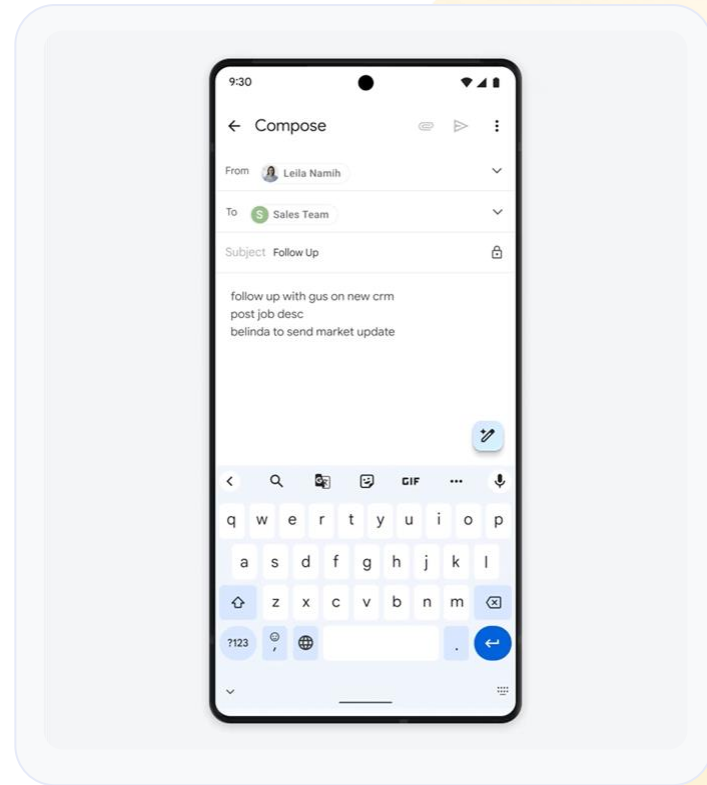 9:30
Compose
From Leila Namih
To S Sales Team
Subject Follow Up
follow up with gus on new crm
post job desc
belinda to send market update
GIF
q w e r t y u i o p
a s d f g h j k l
z x c v b n m
?123 , .